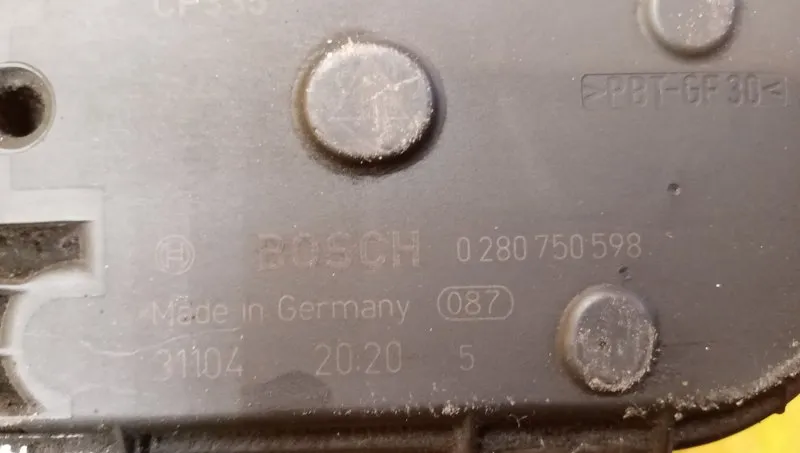 >PBT-GF30<
BOSCH 0 280 750 598
Made in Germany 087
31104 20:20 5